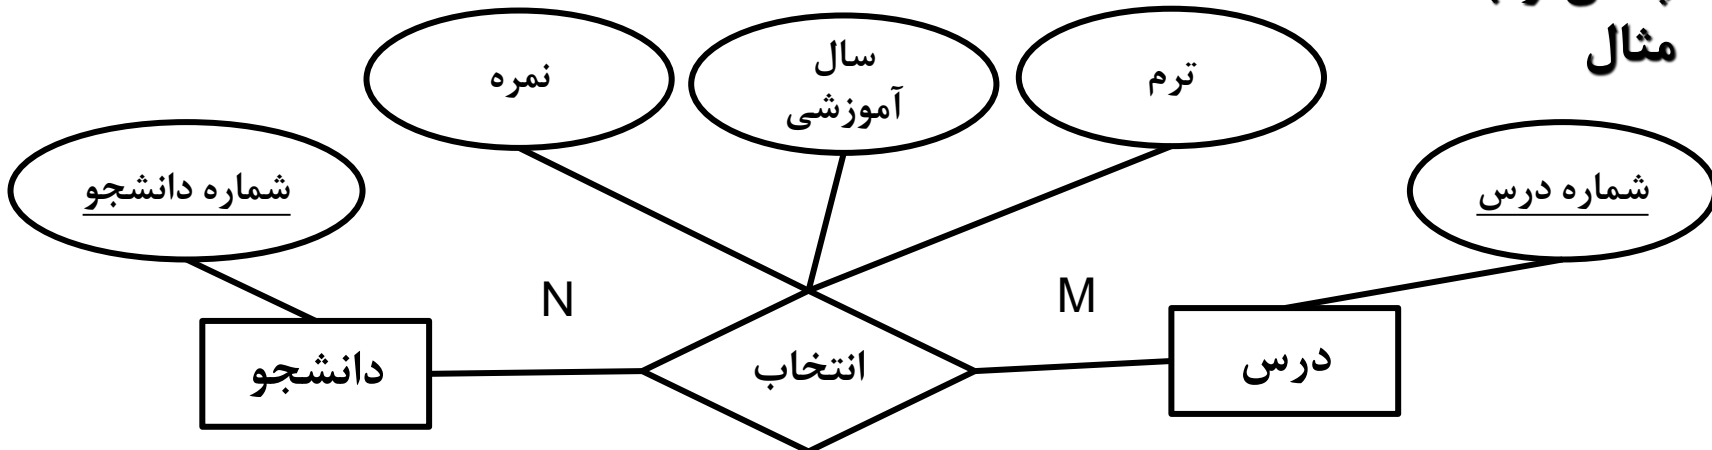 مثال
نمره
سال
آموزشی
ترم
شماره دانشجو
شماره درس
N
M
دانشجو
انتخاب
درس